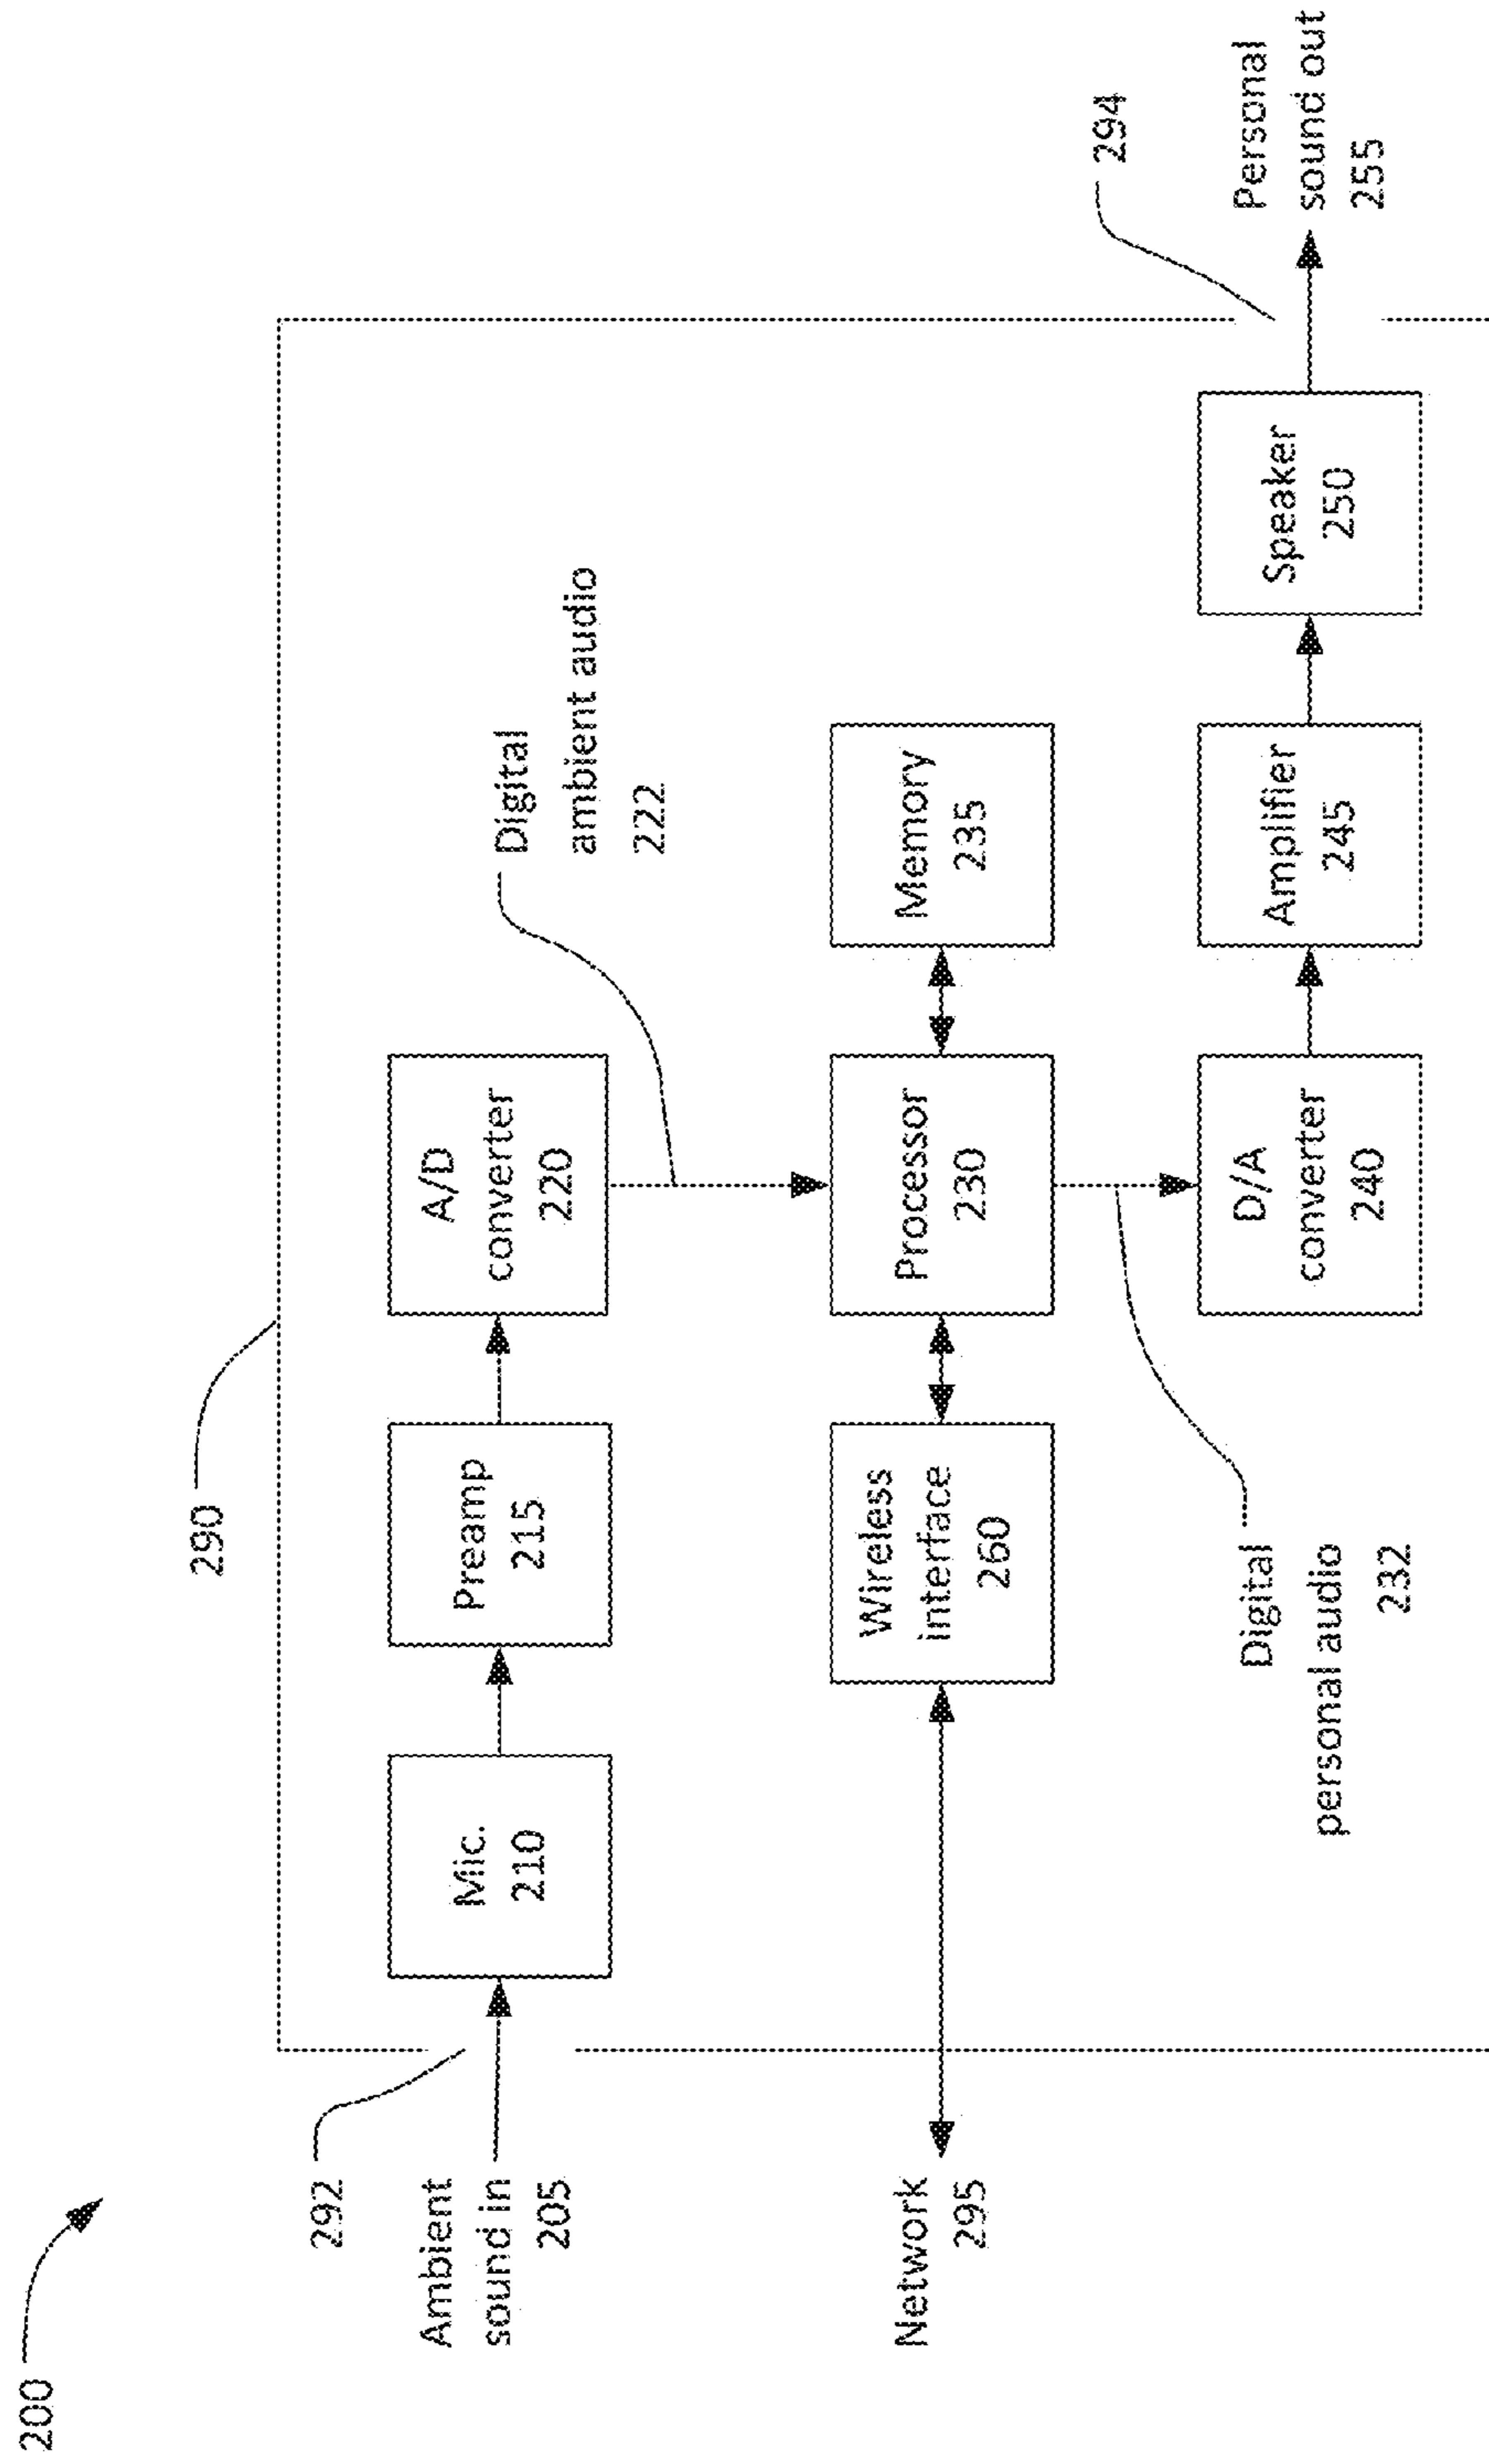 200
290
292
Ambient
sound in
205
Mic.
210
Preamp
215
A/D
converter
220
Digital
ambient audio
222
Network
295
Wireless
interface
260
Processor
230
Memory
235
Digital
personal audio
232
D/A
converter
240
Amplifier
245
Speaker
250
294
Personal
sound out
255